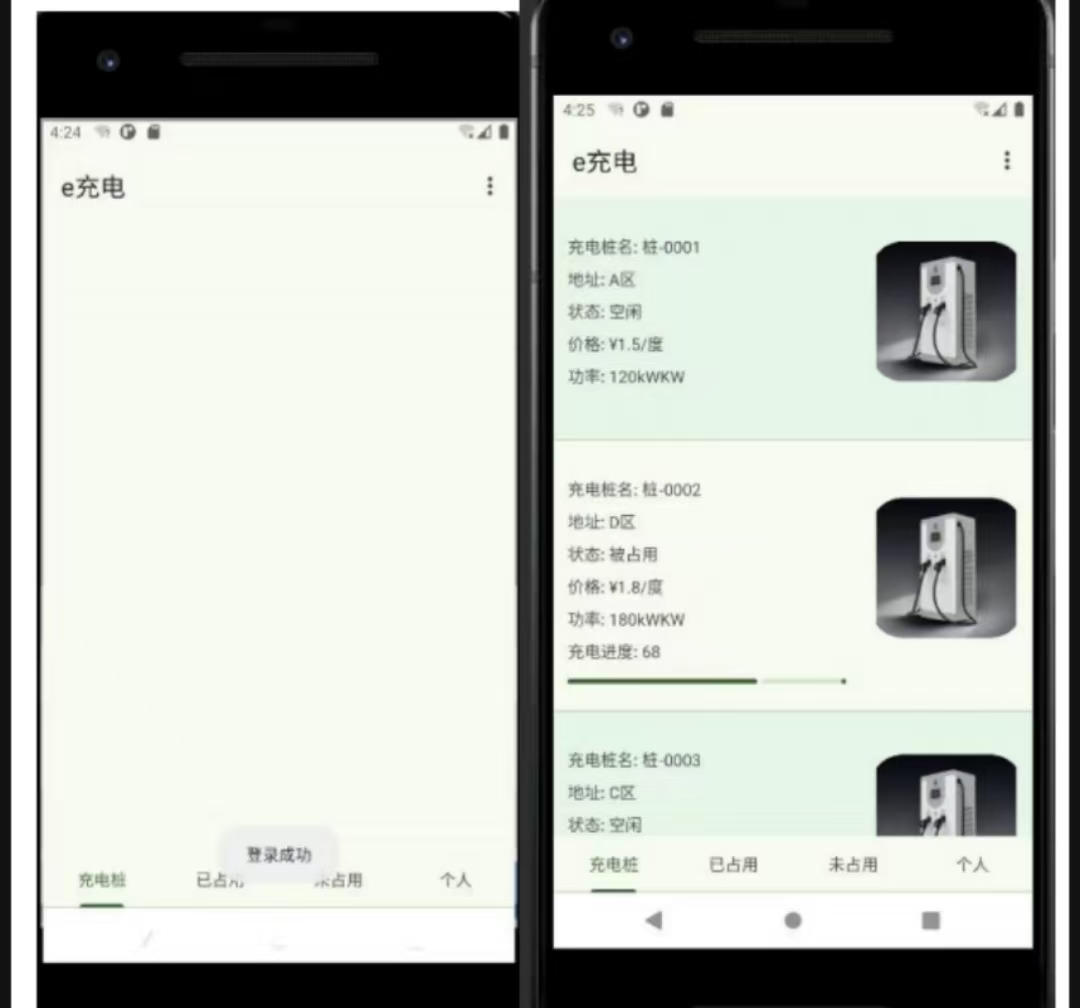 4:24
e充电
登录成功
充电桩 已占用 未占用 个人
4:25
e充电
充电桩名: 桩-0001
地址: A区
状态: 空闲
价格: ¥1.5/度
功率: 120kWKW
充电桩名: 桩-0002
地址: D区
状态: 被占用
价格: ¥1.8/度
功率: 180kWKW
充电进度: 68
充电桩名: 桩-0003
地址: C区
状态: 空闲
充电桩 已占用 未占用 个人